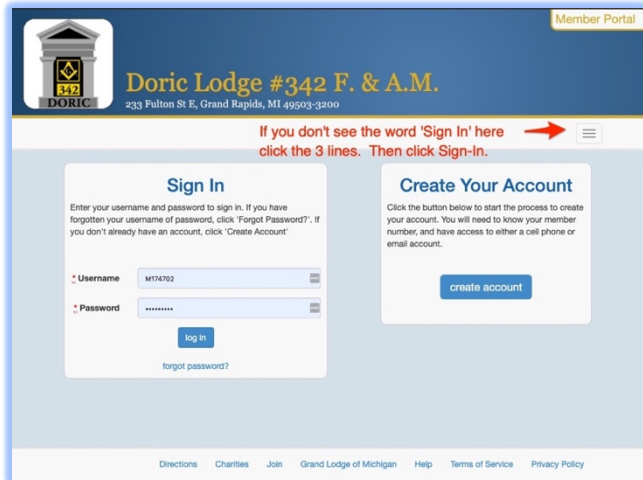 Member Portal
342
DORIC
Doric Lodge #342 F. & A.M.
233 Fulton St E, Grand Rapids, MI 49503-3200
If you don't see the word 'Sign In' here
click the 3 lines. Then click Sign-In.
Sign In
Enter your username and password to sign in. If you have
forgotten your username of password, click 'Forgot Password?'. If
you don't already have an account, click 'Create Account'
* Username
M174702
* Password
•••••••••
log in
forgot password?
Create Your Account
Click the button below to start the process to create
your account. You will need to know your member
number, and have access to either a cell phone or
email account.
create account
Directions Charities Join Grand Lodge of Michigan Help Terms of Service Privacy Policy